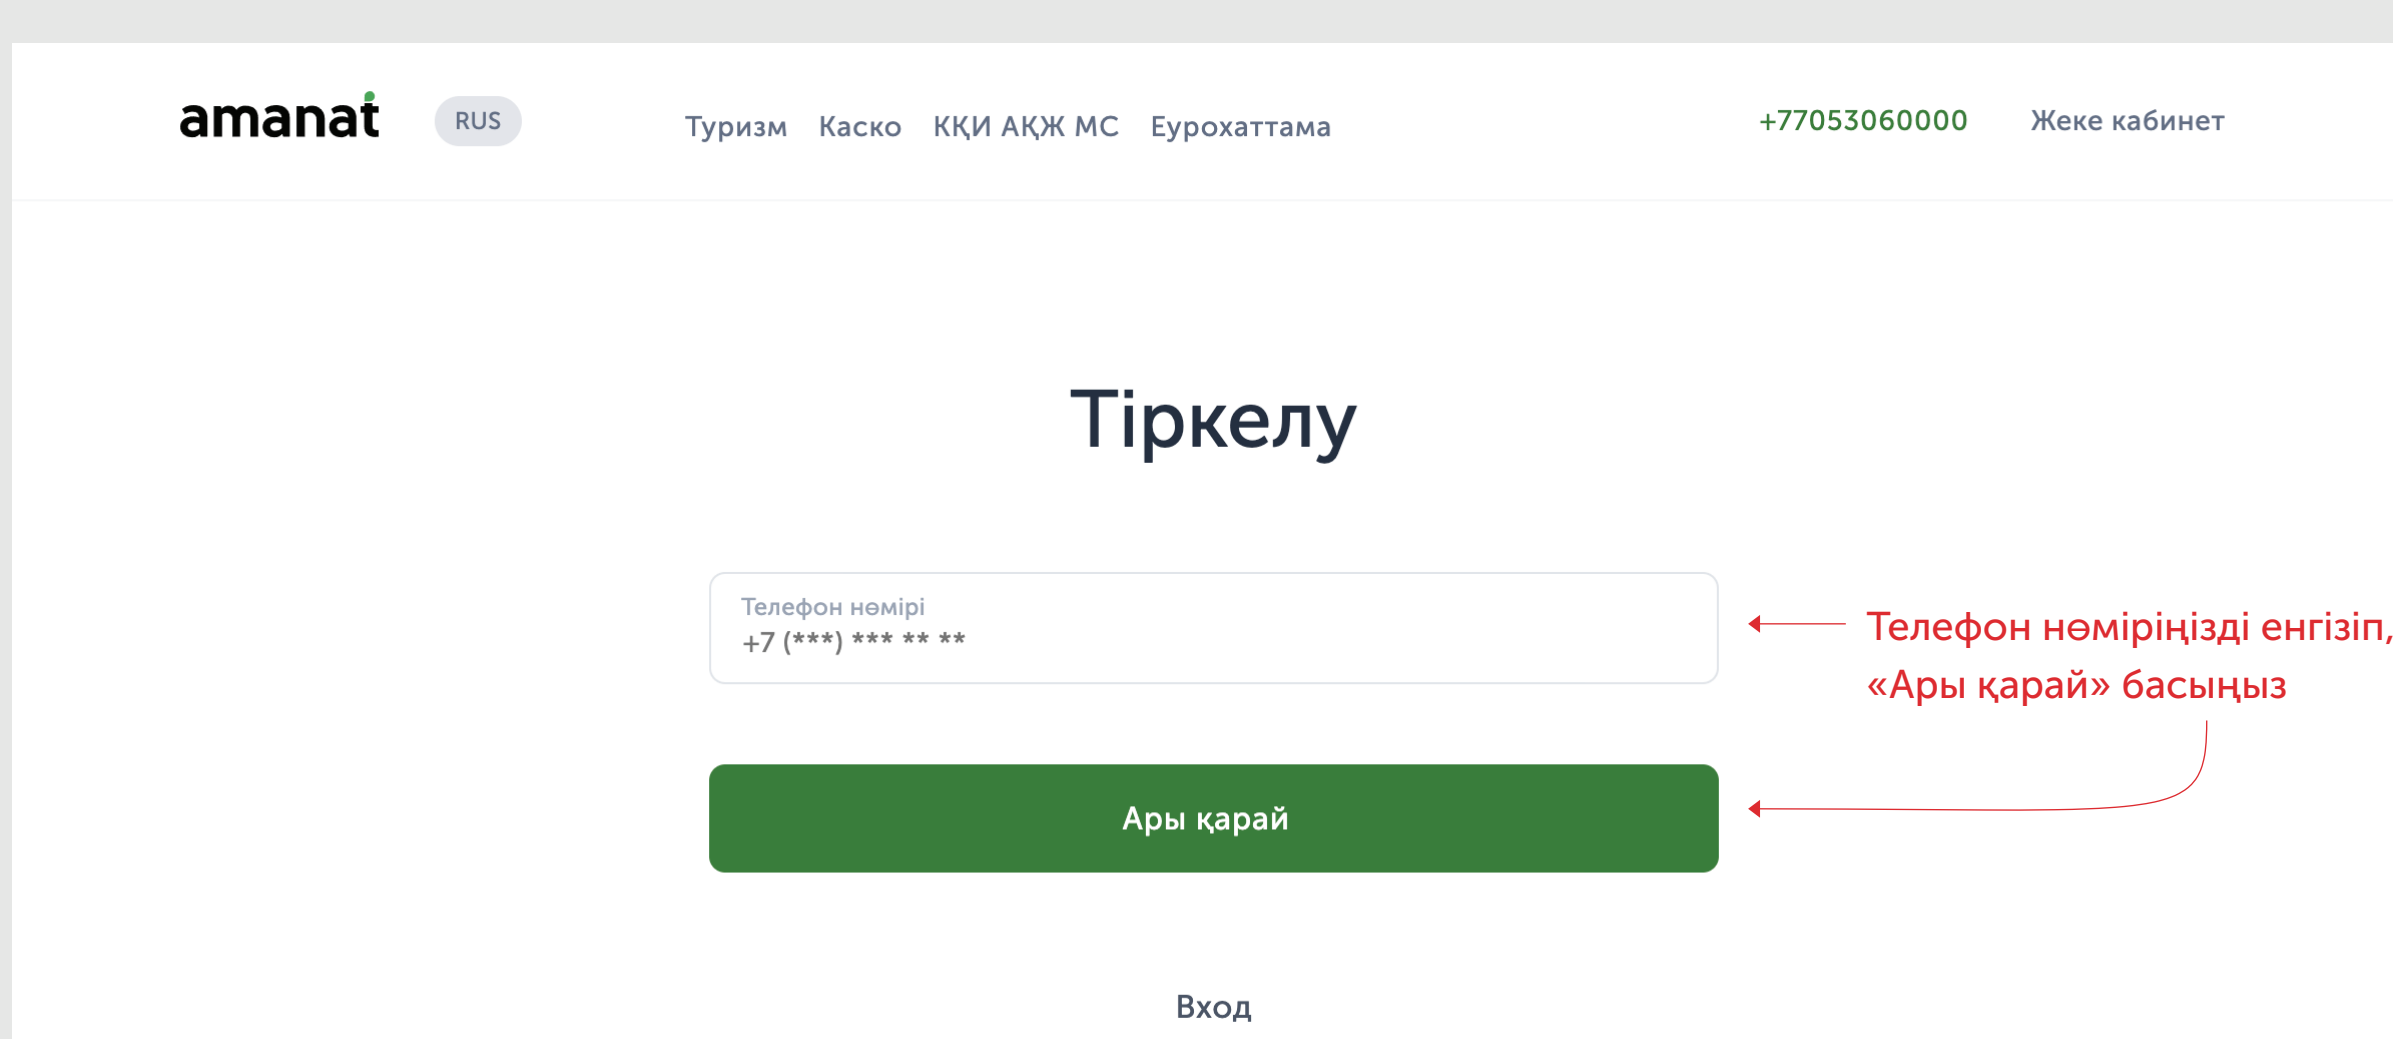 amanat
RUS
Туризм Каско КҚИ АҚЖ МС Еурохаттама
+77053060000
Жеке кабинет
Тіркелу
Телефон нөмірі
+7 (***) *** ** **
Телефон нөміріңізді енгізіп,
«Ары қарай» басыңыз
Ары қарай
Вход